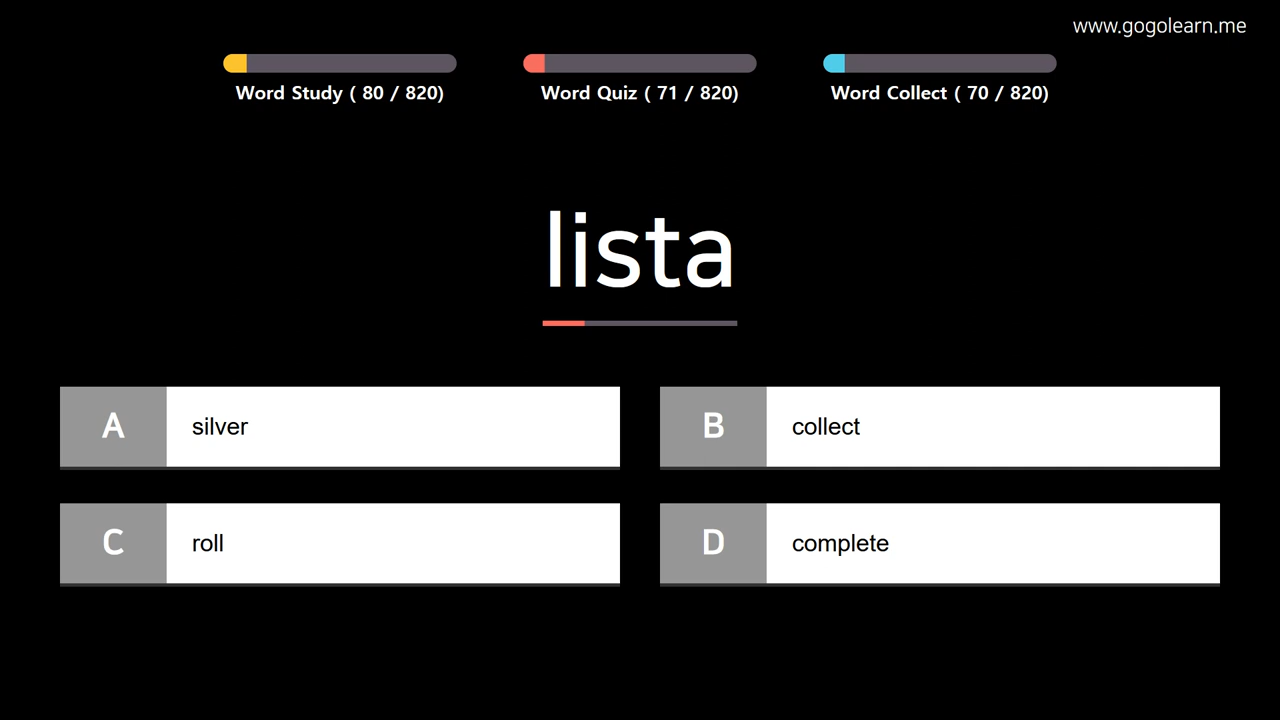 www.gogolearn.me
Word Study ( 80 / 820)
Word Quiz ( 71 / 820)
Word Collect ( 70 / 820)
lista
A silver
B collect
C roll
D complete